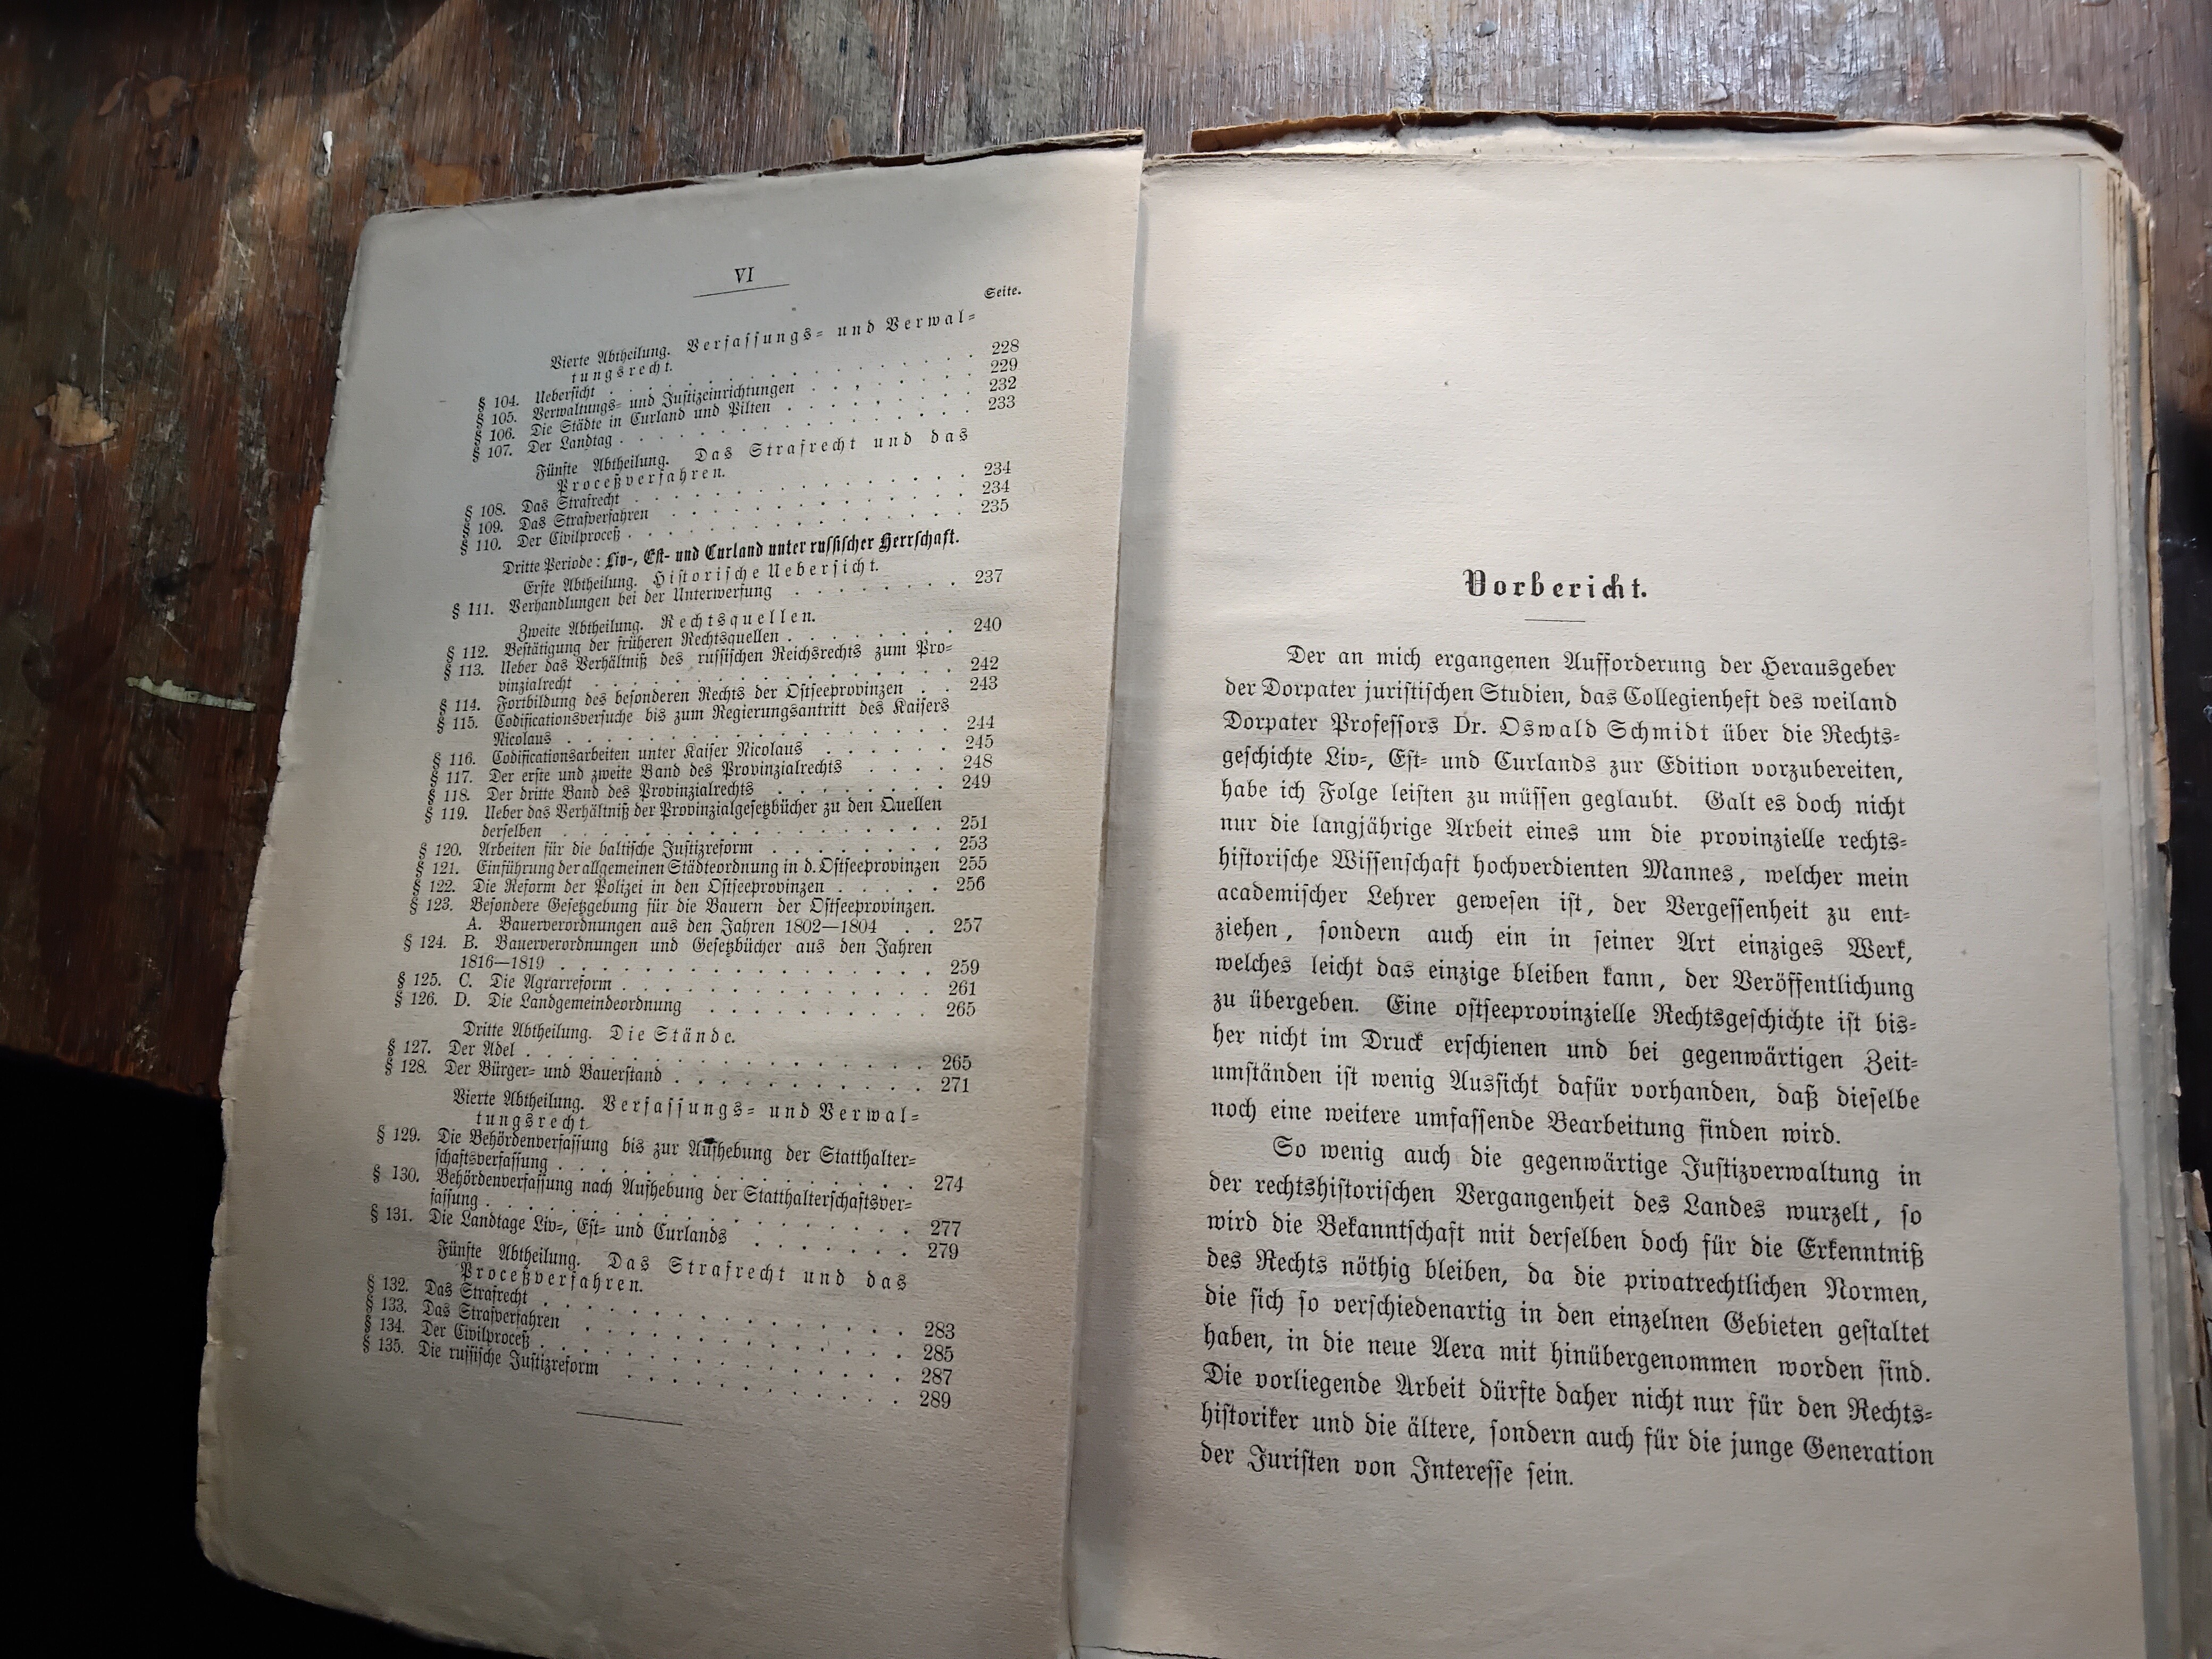 VI
Seite.
Vierte Abtheilung. Verfassungs- und Verwal-
tungsrecht.
§ 104. Uebersicht . . . . . . . . . . . 228
§ 105. Verwaltungs- und Justizeinrichtungen . . . . 229
§ 106. Die Städte in Curland und Pilten . . . . . 232
§ 107. Der Landtag . . . . . . . . . . . 233
Fünfte Abtheilung. Das Strafrecht und das
Proceßverfahren.
§ 108. Das Strafrecht . . . . . . . . . . 234
§ 109. Das Strafverfahren . . . . . . . . . 234
§ 110. Der Civilproceß . . . . . . . . . . 235
Dritte Periode: Liv-, Est- und Curland unter russischer Herrschaft.
Erste Abtheilung. Historische Uebersicht.
§ 111. Verhandlungen bei der Unterwerfung . . . . . 237
Zweite Abtheilung. Rechtsquellen.
§ 112. Bestätigung der früheren Rechtsquellen . . . . . 240
§ 113. Ueber das Verhältniß des russischen Reichsrechts zum Pro-
vinzialrecht . . . . . . . . . . . 242
§ 114. Fortbildung des besonderen Rechts der Ostseeprovinzen . . 243
§ 115. Codificationsversuche bis zum Regierungsantritt des Kaisers
Nicolaus . . . . . . . . . . . . 244
§ 116. Codificationsarbeiten unter Kaiser Nicolaus . . . . 245
§ 117. Der erste und zweite Band des Provinzialrechts . . . . 248
§ 118. Der dritte Band des Provinzialrechts . . . . . . 249
§ 119. Ueber das Verhältniß der Provinzialgesetzbücher zu den Quellen
derselben . . . . . . . . . . . . 251
§ 120. Arbeiten für die baltische Justizreform . . . . . . 253
§ 121. Einführung der allgemeinen Städteordnung in d. Ostseeprovinzen 255
§ 122. Die Reform der Polizei in den Ostseeprovinzen . . . . 256
§ 123. Besondere Gesetzgebung für die Bauern der Ostseeprovinzen.
A. Bauerverordnungen aus den Jahren 1802—1804 . . 257
§ 124. B. Bauerverordnungen und Gesetzbücher aus den Jahren
1816—1819 . . . . . . . . . . . 259
§ 125. C. Die Agrarreform . . . . . . . . . 261
§ 126. D. Die Landgemeindeordnung . . . . . . . 265
Dritte Abtheilung. Die Stände.
§ 127. Der Adel . . . . . . . . . . . . 265
§ 128. Der Bürger- und Bauerstand . . . . . . . 271
Vierte Abtheilung. Verfassungs- und Verwal-
tungsrecht.
§ 129. Die Behördenverfassung bis zur Aufhebung der Statthalter-
schaftsverfassung . . . . . . . . . . 274
§ 130. Behördenverfassung nach Aufhebung der Statthalterschaftsver-
fassung . . . . . . . . . . . . 277
§ 131. Die Landtage Liv-, Est- und Curlands . . . . . . 279
Fünfte Abtheilung. Das Strafrecht und das
Proceßverfahren.
§ 132. Das Strafrecht . . . . . . . . . . 283
§ 133. Das Strafverfahren . . . . . . . . . 285
§ 134. Der Civilproceß . . . . . . . . . . 287
§ 135. Die russische Justizreform . . . . . . . . 289
Vorbericht.
Der an mich ergangenen Aufforderung der Herausgeber
der Dorpater juristischen Studien, das Collegienheft des weiland
Dorpater Professors Dr. Oswald Schmidt über die Rechts-
geschichte Liv-, Est- und Curlands zur Edition vorzubereiten,
habe ich Folge leisten zu müssen geglaubt. Galt es doch nicht
nur die langjährige Arbeit eines um die provinzielle rechts-
historische Wissenschaft hochverdienten Mannes, welcher mein
academischer Lehrer gewesen ist, der Vergessenheit zu ent-
ziehen, sondern auch ein in seiner Art einziges Werk,
welches leicht das einzige bleiben kann, der Veröffentlichung
zu übergeben. Eine ostseeprovinzielle Rechtsgeschichte ist bis-
her nicht im Druck erschienen und bei gegenwärtigen Zeit-
umständen ist wenig Aussicht dafür vorhanden, daß dieselbe
noch eine weitere umfassende Bearbeitung finden wird.
So wenig auch die gegenwärtige Justizverwaltung in
der rechtshistorischen Vergangenheit des Landes wurzelt, so
wird die Bekanntschaft mit derselben doch für die Erkenntniß
des Rechts nöthig bleiben, da die privatrechtlichen Normen,
die sich so verschiedenartig in den einzelnen Gebieten gestaltet
haben, in die neue Aera mit hinübergenommen worden sind.
Die vorliegende Arbeit dürfte daher nicht nur für den Rechts-
historiker und die ältere, sondern auch für die junge Generation
der Juristen von Interesse sein.